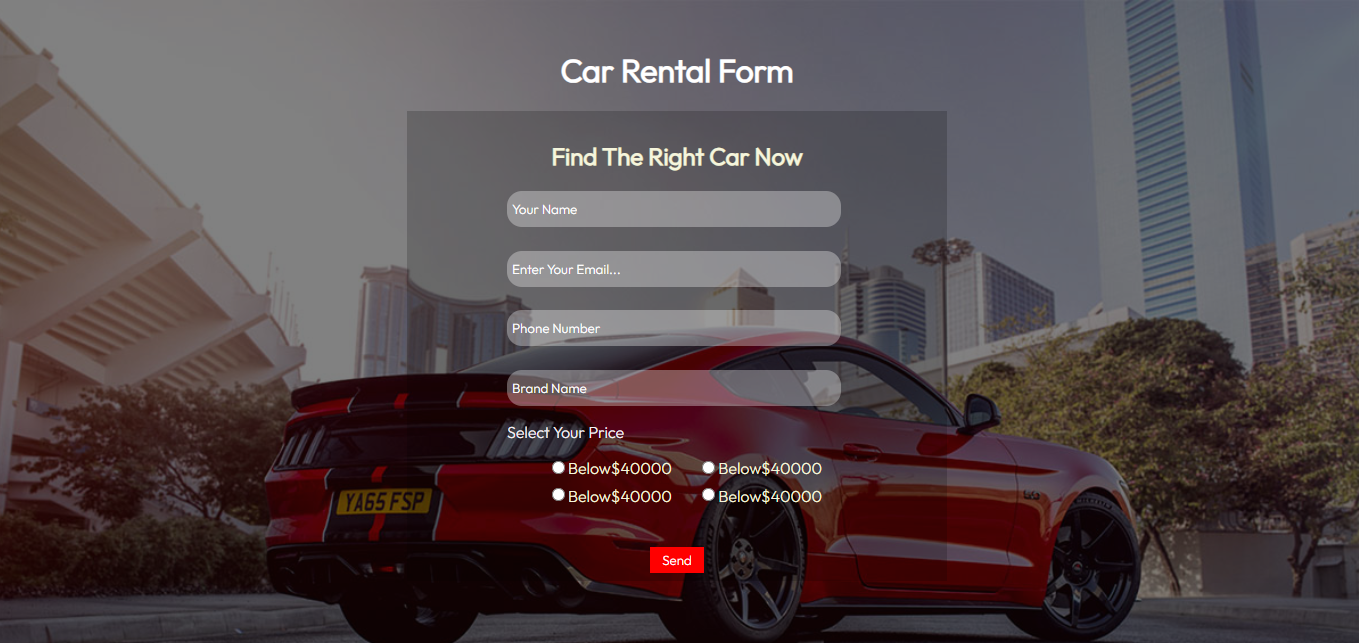 Car Rental Form
Find The Right Car Now
Your Name
Enter Your Email...
Phone Number
Brand Name
Select Your Price
Below$40000 Below$40000
Below$40000 Below$40000
YA65 FSP
Send